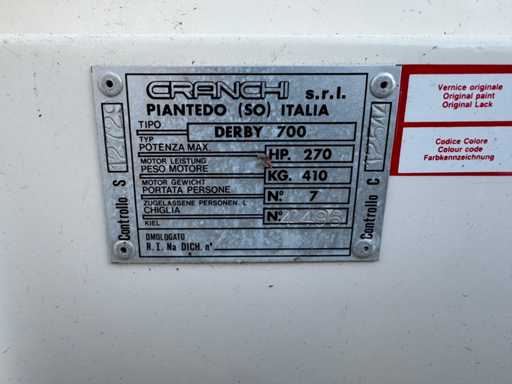 CRANCHI s.r.l.
PIANTEDO (SO) ITALIA
TIPO
TYP
DERBY 700
POTENZA MAX.
MOTOR LEISTUNG
HP. 270
PESO MOTORE
MOTOR GEWICHT
KG. 410
PORTATA PERSONE
ZUGELASSENE PERSONEN. L
N° 7
CHIGLIA
KIEL
N°
OMOLOGATO
R. I. Na DICH. n°
Controllo S
Controllo C
Vernice originale
Original paint
Original Lack
Codice Colore
Colour code
Farbkennzeichnung